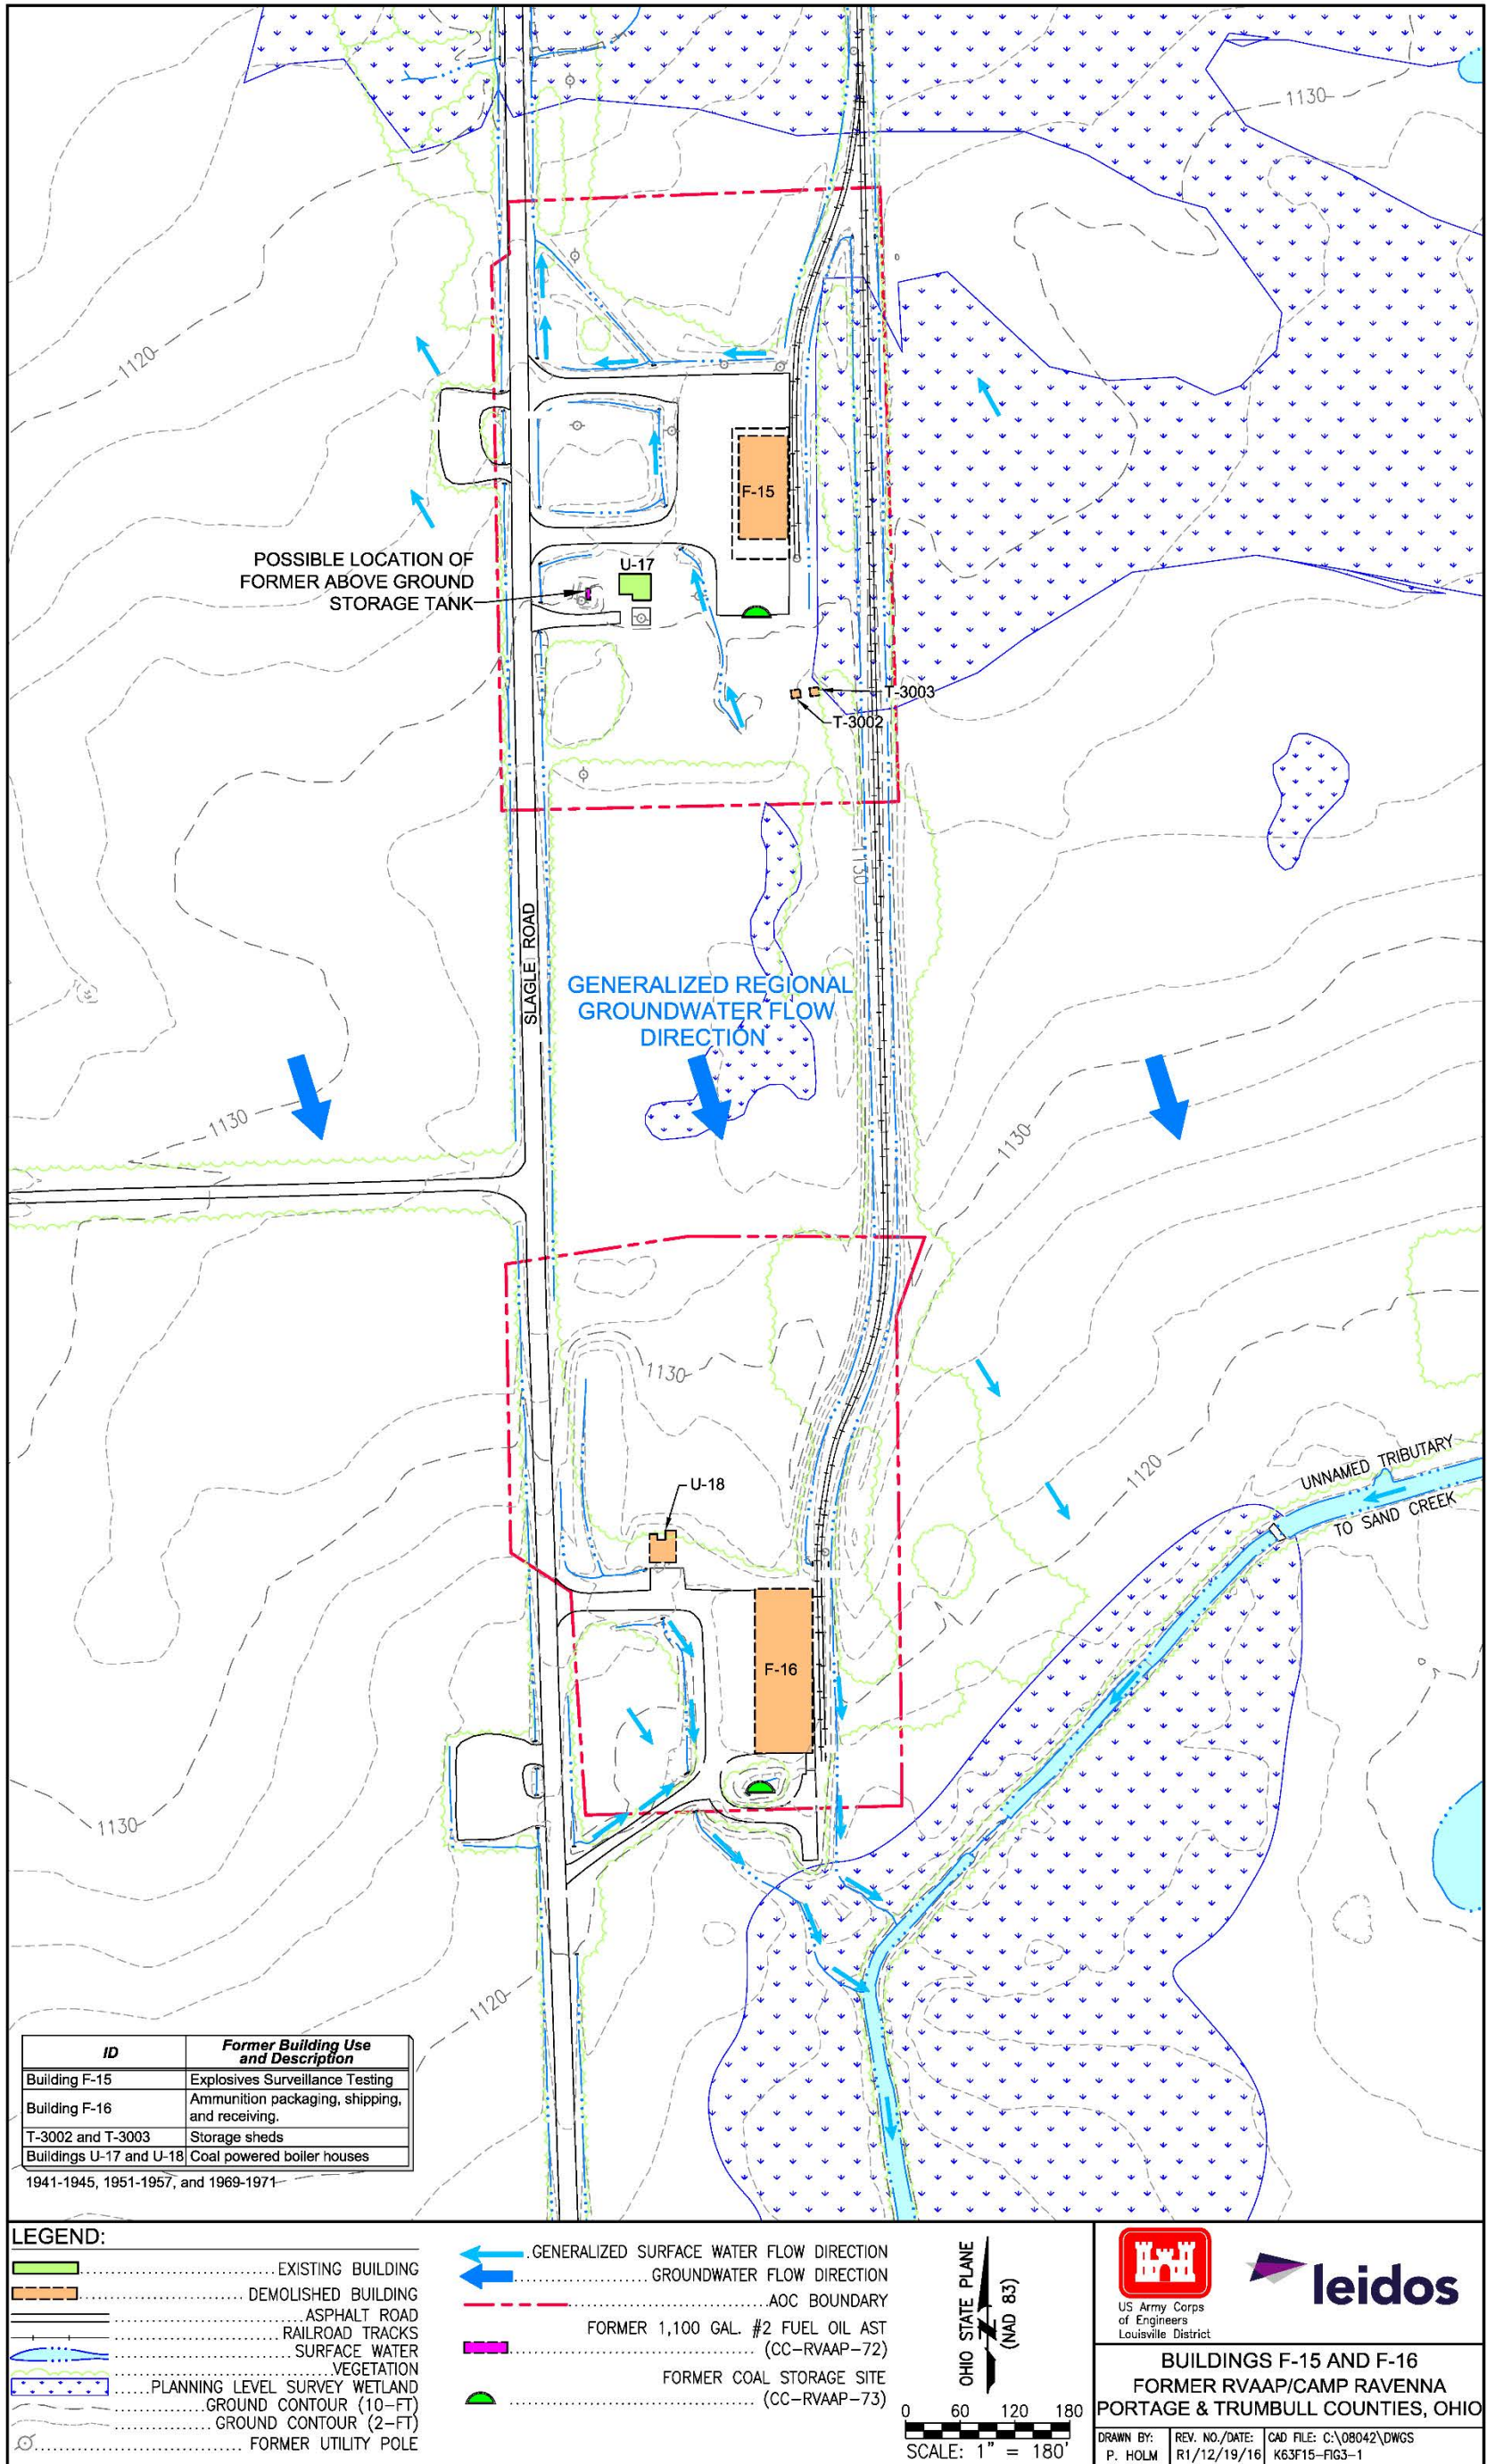 1130
1120
F-15
POSSIBLE LOCATION OF
FORMER ABOVE GROUND
STORAGE TANK
U-17
T-3003
T-3002
1130
SLAGLE ROAD
GENERALIZED REGIONAL
GROUNDWATER FLOW
DIRECTION
1130
1130
1130
U-18
1120
UNNAMED TRIBUTARY
TO SAND CREEK
F-16
1130
1120
ID
Former Building Use
and Description
Building F-15
Explosives Surveillance Testing
Building F-16
Ammunition packaging, shipping,
and receiving.
T-3002 and T-3003
Storage sheds
Buildings U-17 and U-18
Coal powered boiler houses
1941-1945, 1951-1957, and 1969-1971
LEGEND:
EXISTING BUILDING
DEMOLISHED BUILDING
ASPHALT ROAD
RAILROAD TRACKS
SURFACE WATER
VEGETATION
PLANNING LEVEL SURVEY WETLAND
GROUND CONTOUR (10-FT)
GROUND CONTOUR (2-FT)
FORMER UTILITY POLE
GENERALIZED SURFACE WATER FLOW DIRECTION
GROUNDWATER FLOW DIRECTION
AOC BOUNDARY
FORMER 1,100 GAL. #2 FUEL OIL AST
(CC-RVAAP-72)
FORMER COAL STORAGE SITE
(CC-RVAAP-73)
OHIO STATE PLANE
(NAD 83)
N
0 60 120 180
SCALE: 1" = 180'
US Army Corps
of Engineers
Louisville District
leidos
BUILDINGS F-15 AND F-16
FORMER RVAAP/CAMP RAVENNA
PORTAGE & TRUMBULL COUNTIES, OHIO
DRAWN BY:
P. HOLM
REV. NO./DATE:
R1/12/19/16
CAD FILE: C:\08042\DWGS
K63F15-FIG3-1